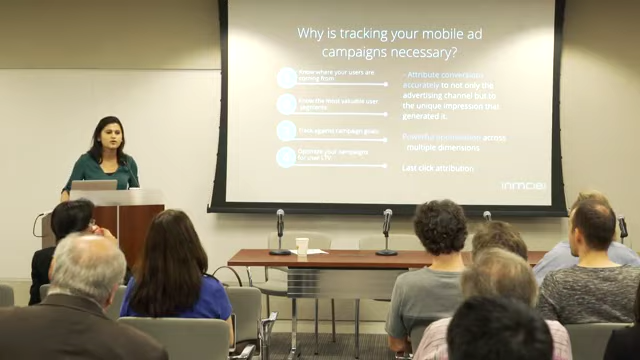 Why is tracking your mobile ad
campaigns necessary?
Know where your users are
coming from
Know the most valuable user
segments
Track against campaign goals
Optimize your campaigns
for user LTV
- Attribute conversion
accurately to not only the
advertising channel but to
the unique impression that
generated it.
across
multiple dimensions
Last click attribution
INMOBI